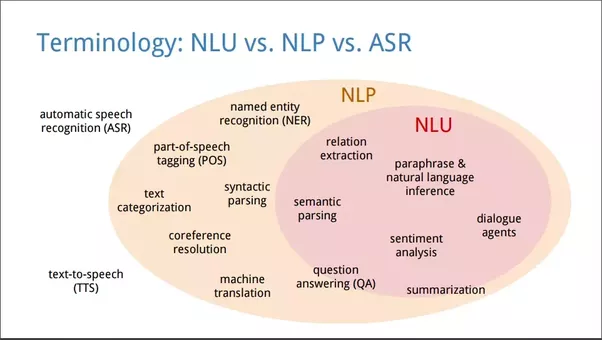 Terminology: NLU vs. NLP vs. ASR
NLP
NLU
automatic speech
recognition (ASR)
named entity
recognition (NER)
part-of-speech
tagging (POS)
relation
extraction
paraphrase &
natural language
inference
text
categorization
syntactic
parsing
semantic
parsing
dialogue
agents
coreference
resolution
sentiment
analysis
text-to-speech
(TTS)
machine
translation
question
answering (QA)
summarization